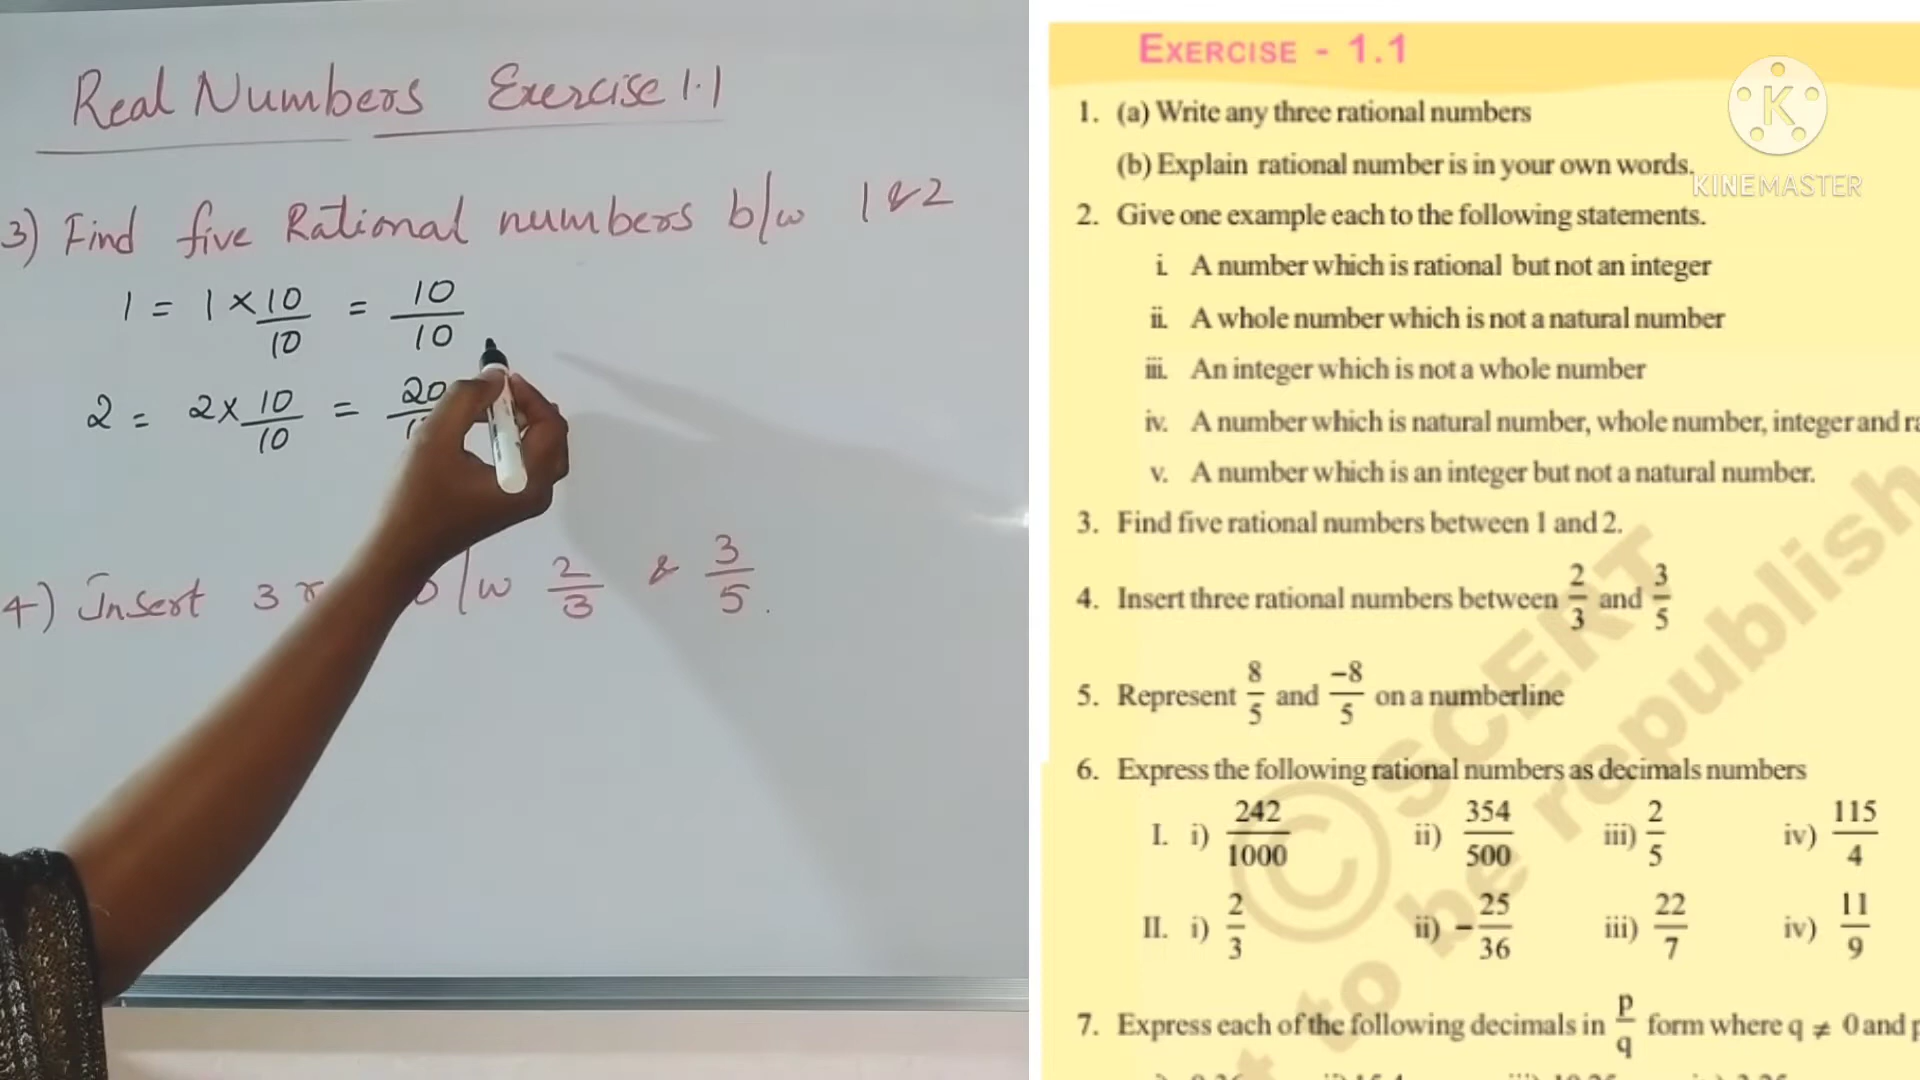 Real Numbers Exercise 1.1
3) Find five Rational numbers b/w 1 & 2
1 = 1 × 10/10 = 10/10
2 = 2 × 10/10 = 20/
4) Insert 3 b/w 2/3 & 3/5.
EXERCISE - 1.1
1. (a) Write any three rational numbers
(b) Explain rational number is in your own words.
KINEMASTER
2. Give one example each to the following statements.
i. A number which is rational but not an integer
ii. A whole number which is not a natural number
iii. An integer which is not a whole number
iv. A number which is natural number, whole number, integer and
v. A number which is an integer but not a natural number.
3. Find five rational numbers between 1 and 2.
4. Insert three rational numbers between 2/3 and 3/5
5. Represent 8/5 and -8/5 on a numberline
6. Express the following rational numbers as decimals numbers
I. i) 242/1000 ii) 354/500 iii) 2/5 iv) 115/4
II. i) 2/3 ii) -25/36 iii) 22/7 iv) 11/9
7. Express each of the following decimals in p/q form where q ≠ 0 and
© SCERT
to be republish